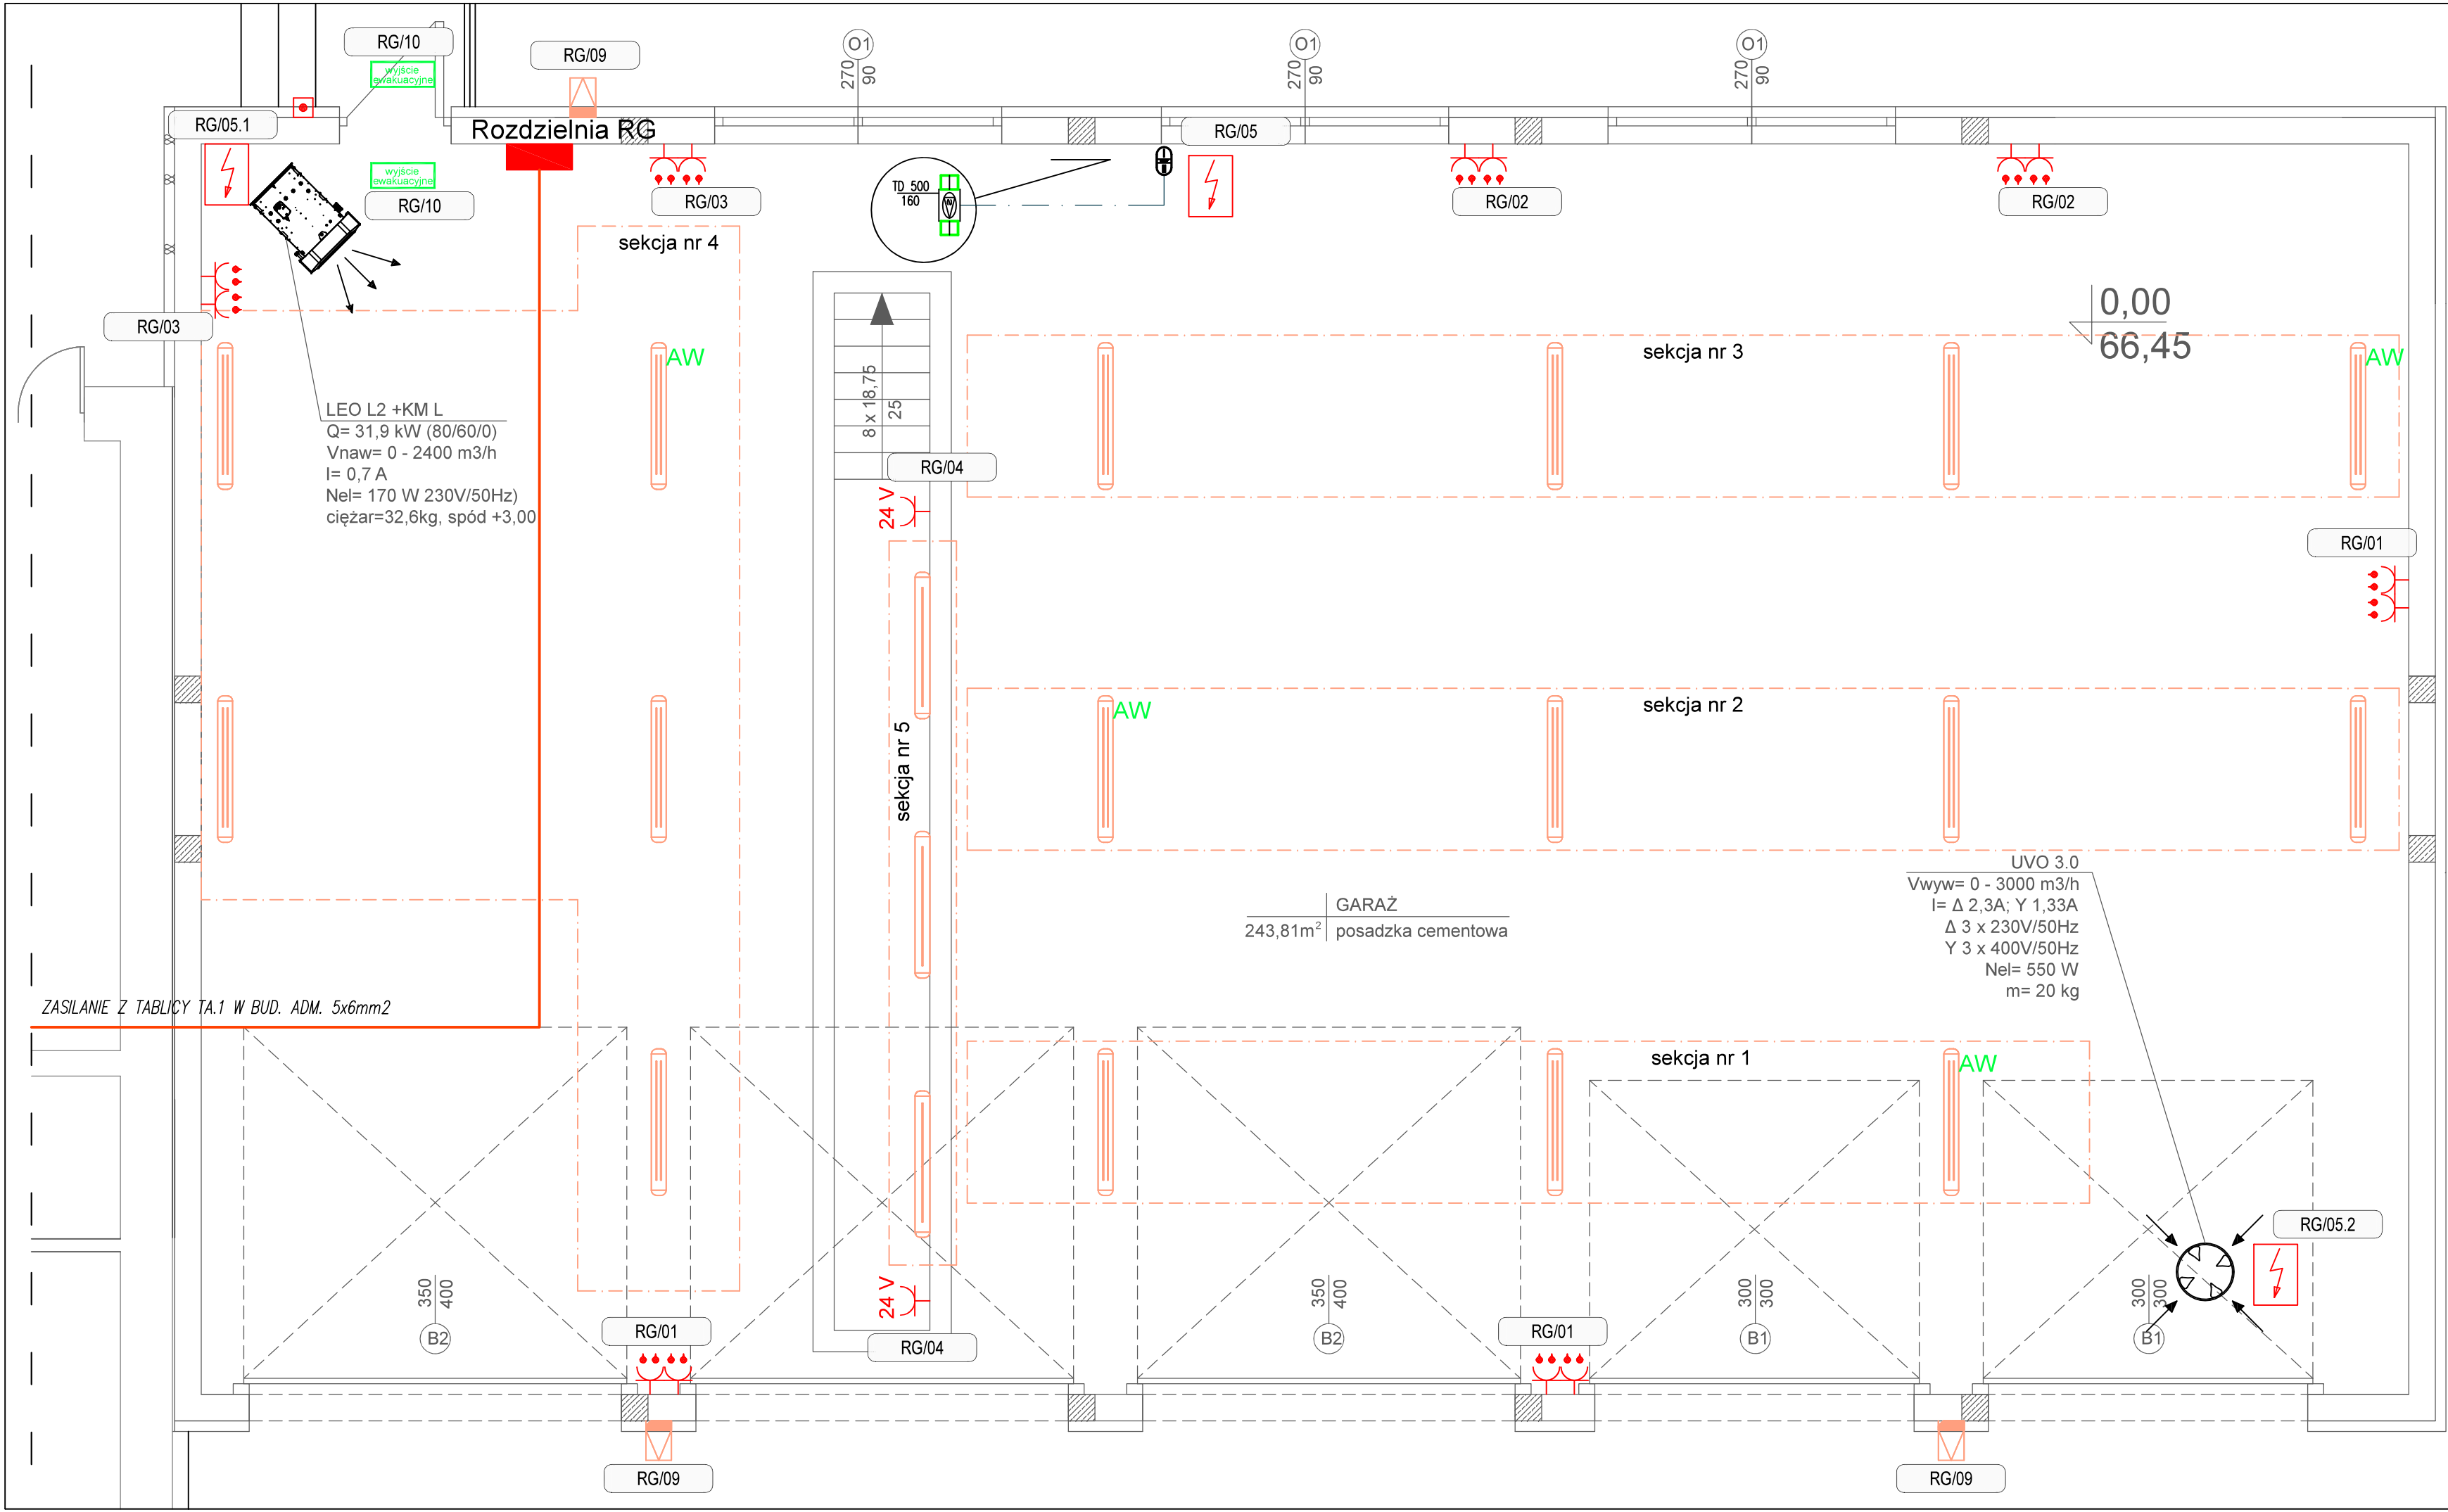 RG/10
wyjście
ewakuacyjne
RG/09
O1
270
90
O1
270
90
O1
270
90
RG/05.1
Rozdzielnia RG
RG/05
wyjście
ewakuacyjne
RG/10
RG/03
TD 500
160
RG/02
RG/02
sekcja nr 4
RG/03
0,00
66,45
AW
sekcja nr 3
AW
8 x 18,75
25
LEO L2 +KM L
Q= 31,9 kW (80/60/0)
Vnaw= 0 - 2400 m3/h
I= 0,7 A
Nel= 170 W 230V/50Hz)
ciężar=32,6kg, spód +3,00
RG/04
24 V
RG/01
AW
sekcja nr 2
sekcja nr 5
UVO 3.0
Vwyw= 0 - 3000 m3/h
I= Δ 2,3A; Y 1,33A
Δ 3 x 230V/50Hz
Y 3 x 400V/50Hz
Nel= 550 W
m= 20 kg
GARAŻ
243,81m² posadzka cementowa
ZASILANIE Z TABLICY TA.1 W BUD. ADM. 5x6mm2
sekcja nr 1
AW
RG/05.2
350
400
B2
24 V
350
400
B2
300
300
B1
300
300
B1
RG/01
RG/04
RG/01
RG/09
RG/09